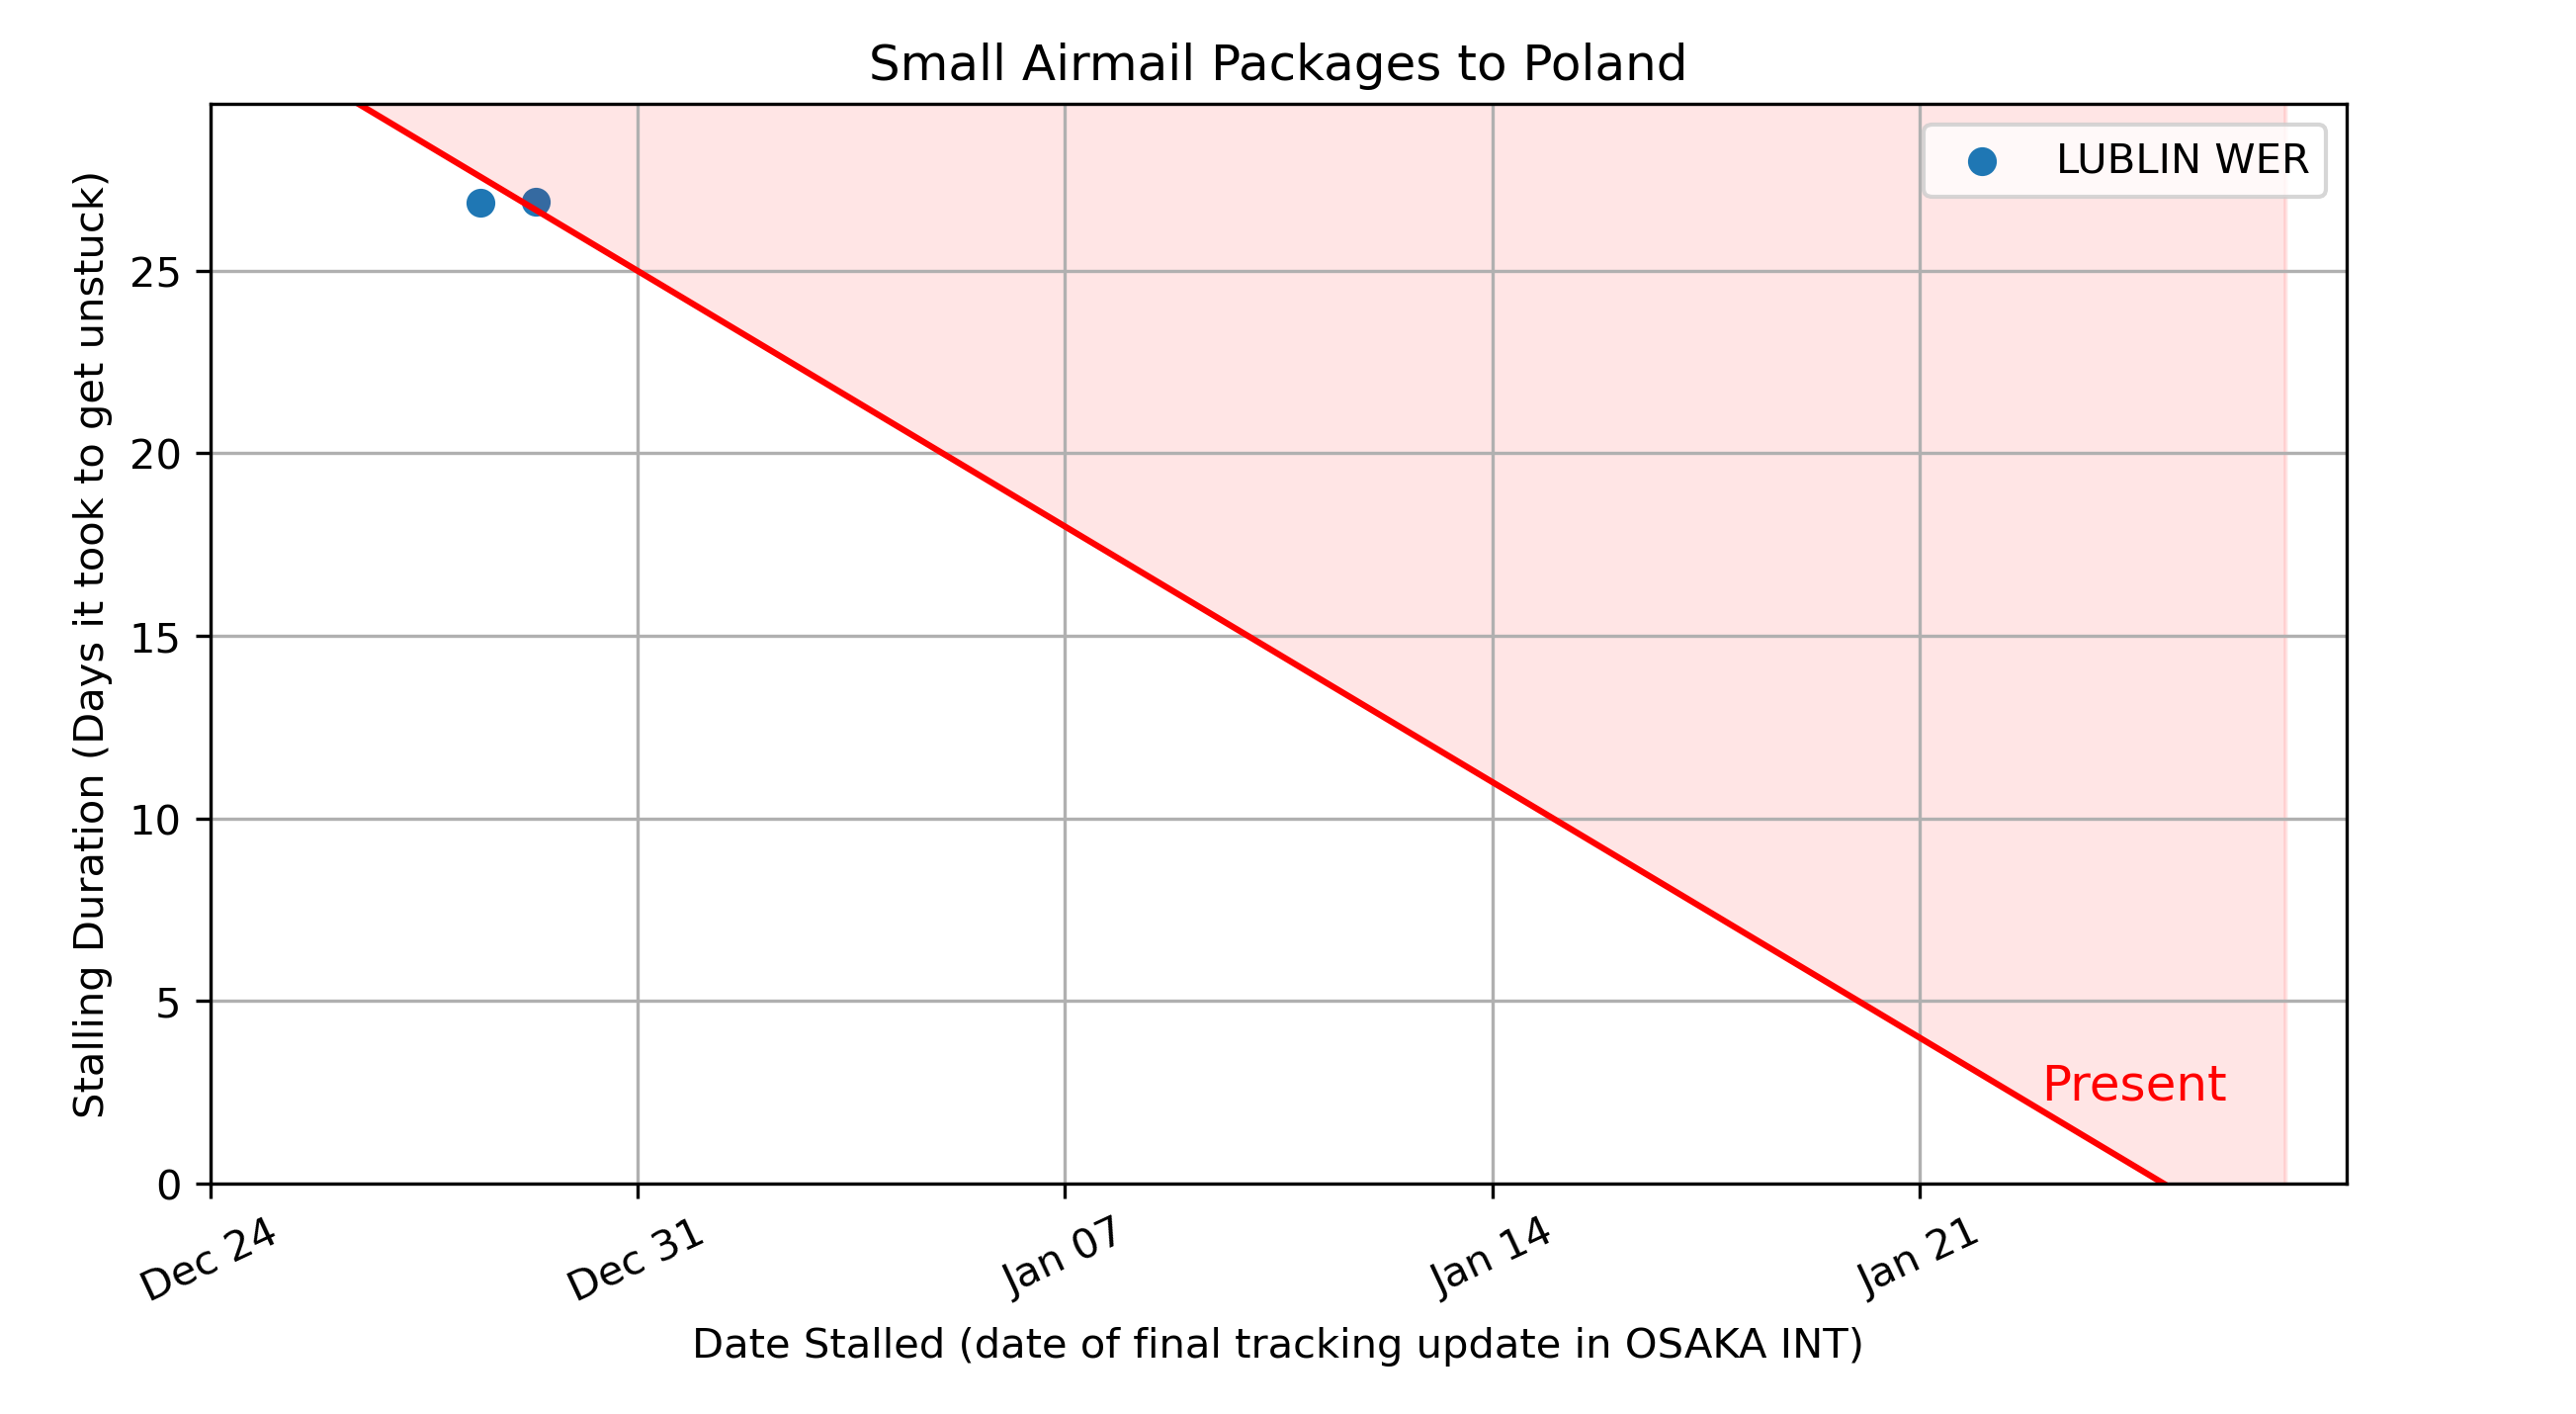 Small Airmail Packages to Poland
LUBLIN WER
Stalling Duration (Days it took to get unstuck)
25
20
15
10
5
0
Present
Dec 24
Dec 31
Jan 07
Jan 14
Jan 21
Date Stalled (date of final tracking update in OSAKA INT)